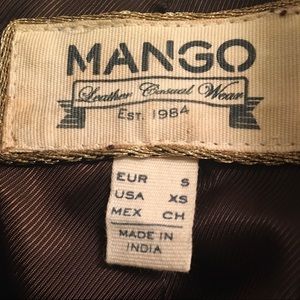 MANGO
Leather Casual Wear
EST. 1984
EUR S
USA XS
MEX CH
MADE IN
INDIA